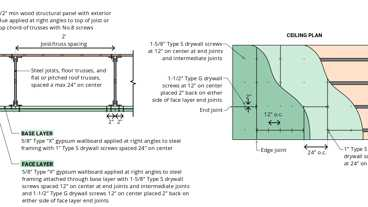 /2" min wood structural panel with exterior
lue applied at right angles to top of joist or
op chord of trusses with No.8 screws
2'
Joist/truss spacing
Steel joists, floor trusses, and
flat or pitched roof trusses,
spaced a max 24" on center
2" 2"
BASE LAYER
5/8" Type "X" gypsum wallboard applied at right angles to steel
framing with 1" Type S drywall screws spaced 24" on center
FACE LAYER
5/8" Type "X" gypsum wallboard applied at right angles to steel
framing attached through base layer with 1-5/8" Type S drywall
screws spaced 12" on center at end joints and intermediate joints
and 1-1/2" Type G drywall screws 12" on center placed 2" back on
either side of face layer end joints
CEILING PLAN
1-5/8" Type S drywall screws
at 12" on center at end joints
and intermediate joints
1-1/2" Type G drywall
screws at 12" on center
placed 2" back on either
side of face layer end joints
End joint
2"
12" o.c.
Edge joint
24" o.c.
1" Type S
drywall s
at 24" on